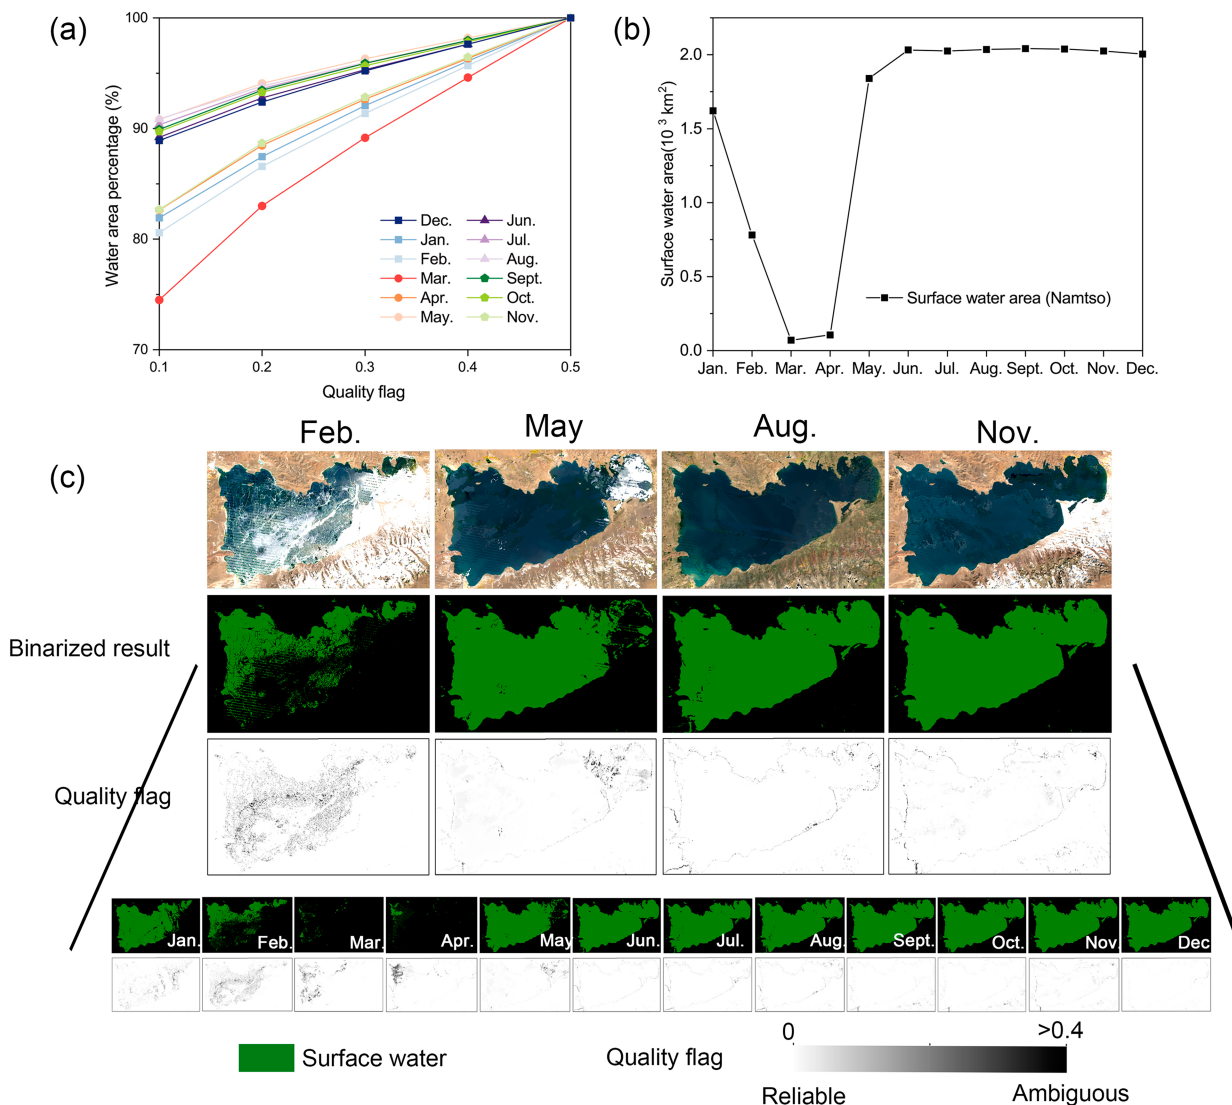 (a)
100
90
80
70
Water area percentage (%)
0.1 0.2 0.3 0.4 0.5
Quality flag
Dec.
Jan.
Feb.
Mar.
Apr.
May.
Jun.
Jul.
Aug.
Sept.
Oct.
Nov.
(b)
2.0
1.5
1.0
0.5
0.0
Surface water area(10³ km²)
Surface water area (Namtso)
Jan. Feb. Mar. Apr. May. Jun. Jul. Aug. Sept. Oct. Nov. Dec.
(c)
Feb. May Aug. Nov.
Binarized result
Quality flag
Jan. Feb. Mar. Apr. May Jun. Jul. Aug. Sept. Oct. Nov. Dec
Surface water
Quality flag
0 >0.4
Reliable Ambiguous